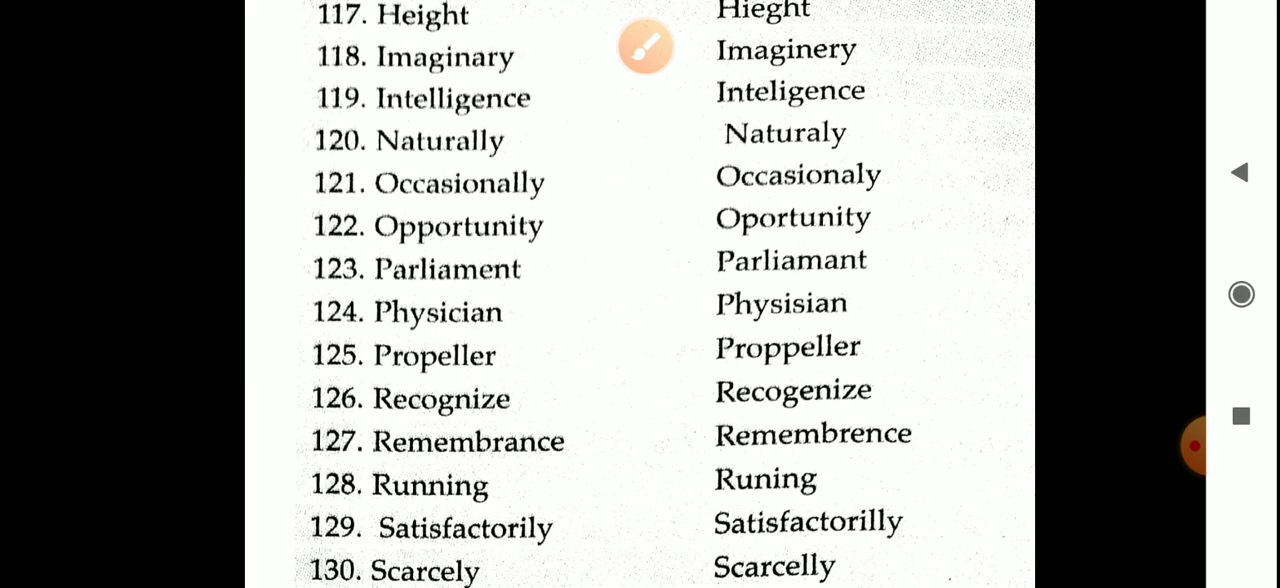 117. Height Hieght
118. Imaginary Imaginery
119. Intelligence Inteligence
120. Naturally Naturaly
121. Occasionally Occasionaly
122. Opportunity Oportunity
123. Parliament Parliamant
124. Physician Physisian
125. Propeller Proppeller
126. Recognize Recogenize
127. Remembrance Remembrence
128. Running Runing
129. Satisfactorily Satisfactorilly
130. Scarcely Scarcelly